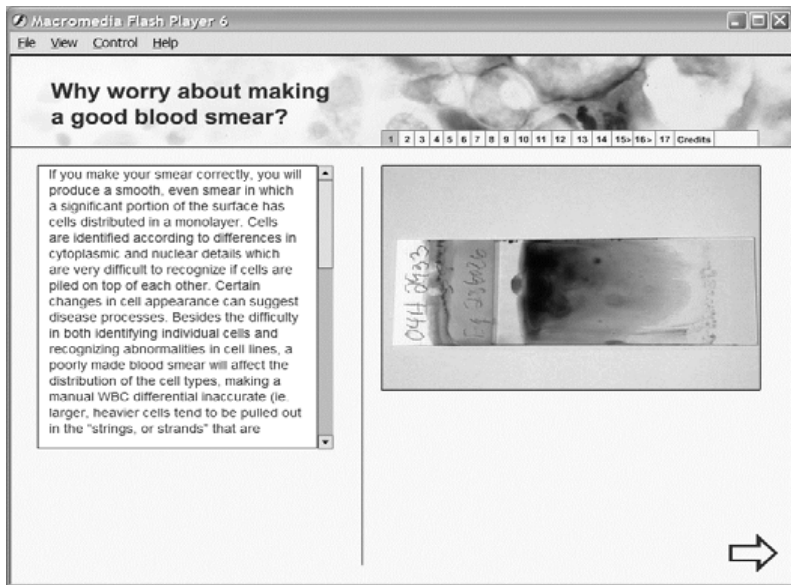 Macromedia Flash Player 6
File View Control Help
Why worry about making
a good blood smear?
1 2 3 4 5 6 7 8 9 10 11 12 13 14 15> 16> 17 Credits
If you make your smear correctly, you will
produce a smooth, even smear in which
a significant portion of the surface has
cells distributed in a monolayer. Cells
are identified according to differences in
cytoplasmic and nuclear details which
are very difficult to recognize if cells are
piled on top of each other. Certain
changes in cell appearance can suggest
disease processes. Besides the difficulty
in both identifying individual cells and
recognizing abnormalities in cell lines, a
poorly made blood smear will affect the
distribution of the cell types, making a
manual WBC differential inaccurate (ie.
larger, heavier cells tend to be pulled out
in the "strings, or strands" that are